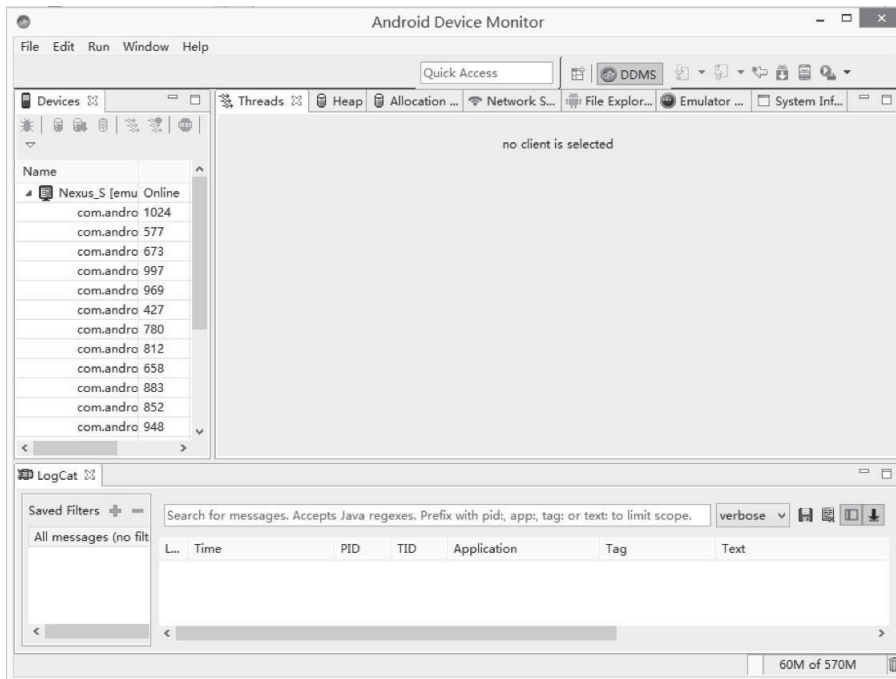 Android Device Monitor
File Edit Run Window Help
Quick Access
DDMS
Devices
Threads
Heap
Allocation ...
Network S...
File Explor...
Emulator ...
System Inf...
no client is selected
Name
Nexus_S [emu Online
com.andro 1024
com.andro 577
com.andro 673
com.andro 997
com.andro 969
com.andro 427
com.andro 780
com.andro 812
com.andro 658
com.andro 883
com.andro 852
com.andro 948
LogCat
Saved Filters
All messages (no filt
Search for messages. Accepts Java regexes. Prefix with pid:, app:, tag: or text: to limit scope.
verbose
L... Time PID TID Application Tag Text
60M of 570M